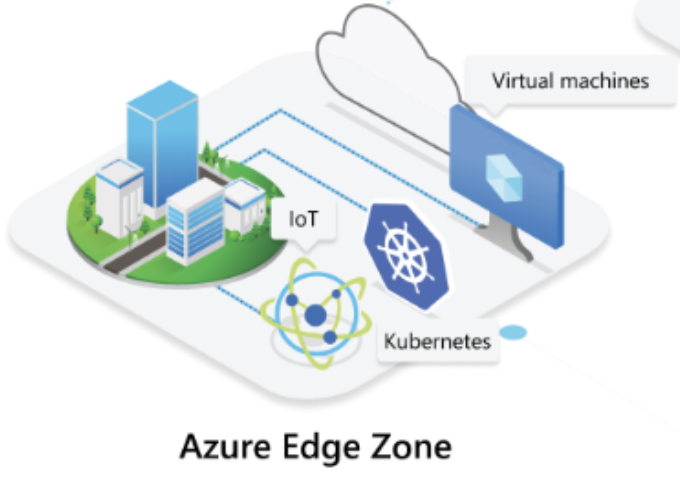 Virtual machines
IoT
Kubernetes
Azure Edge Zone